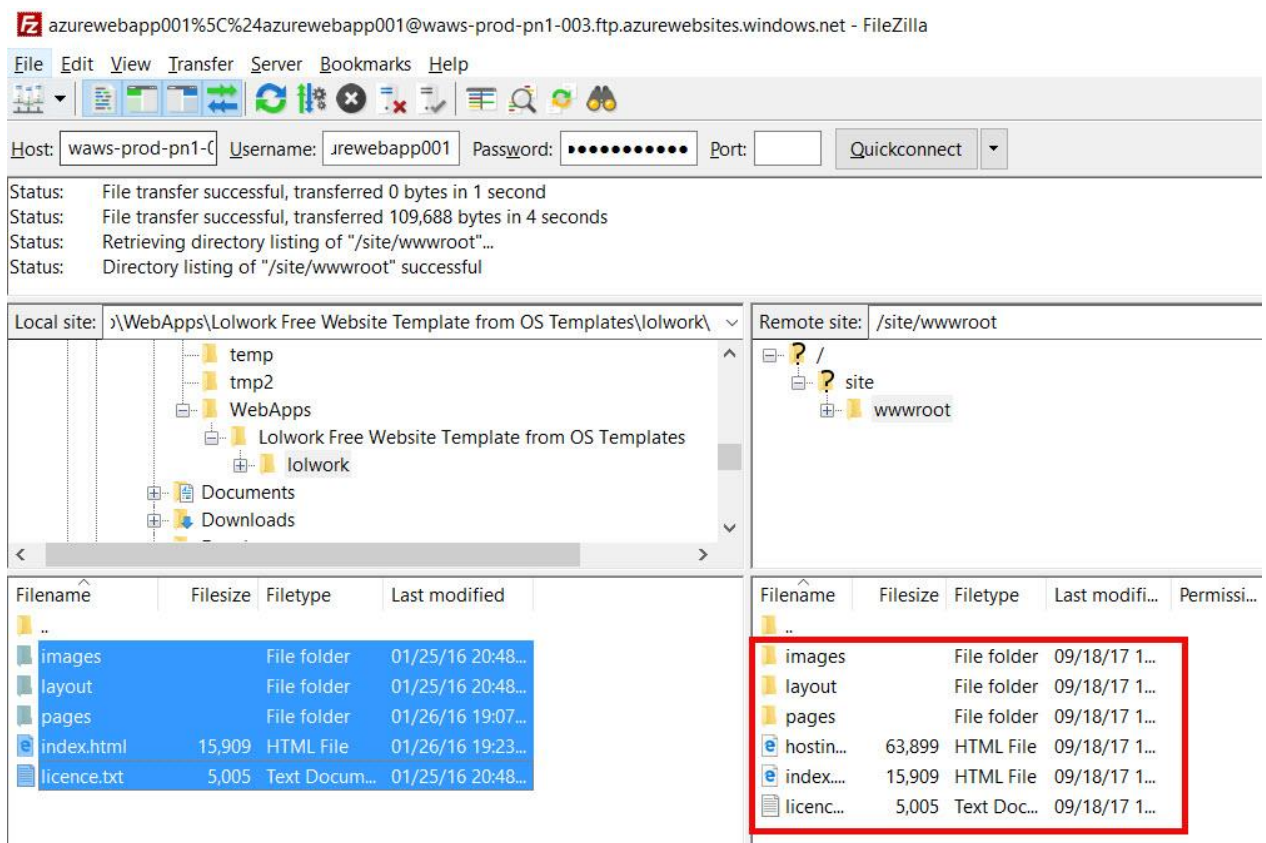 azurewebapp001%5C%24azurewebapp001@waws-prod-pn1-003.ftp.azurewebsites.windows.net - FileZilla
File Edit View Transfer Server Bookmarks Help
Host: waws-prod-pn1-0 Username: urewebapp001 Password: ●●●●●●●●●●● Port: Quickconnect
Status: File transfer successful, transferred 0 bytes in 1 second
Status: File transfer successful, transferred 109,688 bytes in 4 seconds
Status: Retrieving directory listing of "/site/wwwroot"...
Status: Directory listing of "/site/wwwroot" successful
Local site: \WebApps\Lolwork Free Website Template from OS Templates\lolwork\
temp
tmp2
WebApps
Lolwork Free Website Template from OS Templates
lolwork
Documents
Downloads
Remote site: /site/wwwroot
/
site
wwwroot
Filename Filesize Filetype Last modified
..
images File folder 01/25/16 20:48...
layout File folder 01/25/16 20:48...
pages File folder 01/26/16 19:07...
index.html 15,909 HTML File 01/26/16 19:23...
licence.txt 5,005 Text Docum... 01/25/16 20:48...
Filename Filesize Filetype Last modifi... Permissi...
..
images File folder 09/18/17 1...
layout File folder 09/18/17 1...
pages File folder 09/18/17 1...
hostin... 63,899 HTML File 09/18/17 1...
index.... 15,909 HTML File 09/18/17 1...
licenc... 5,005 Text Doc... 09/18/17 1...